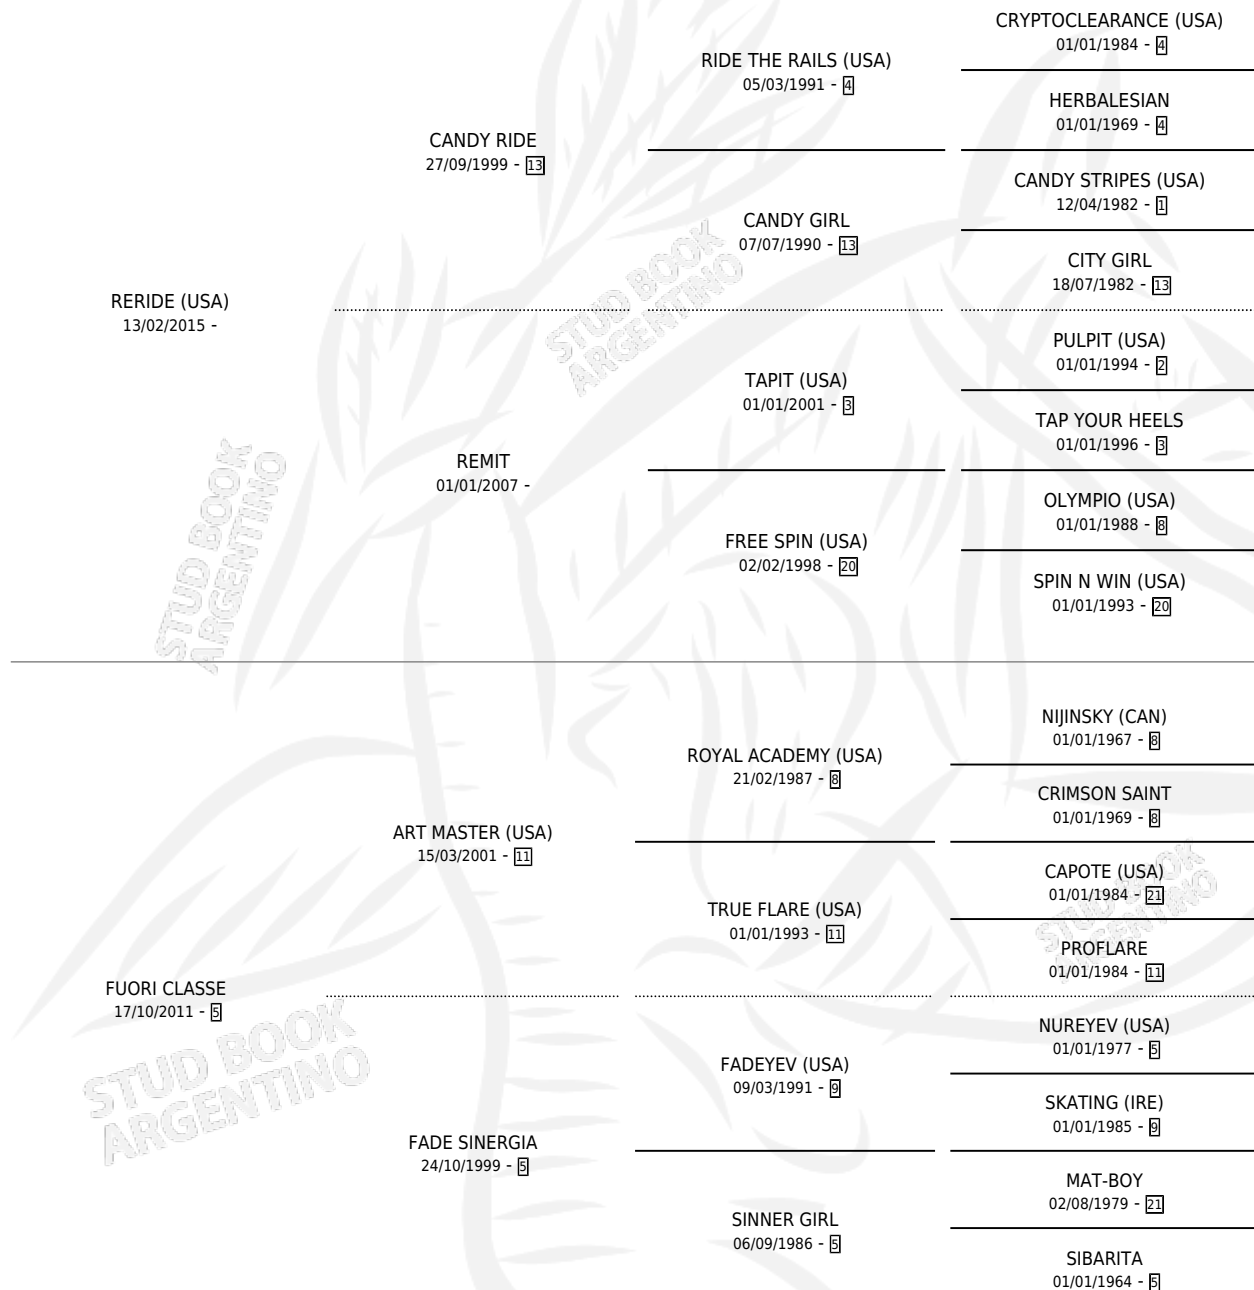 CRYPTOCLEARANCE (USA)
01/01/1984 - 4
RIDE THE RAILS (USA)
05/03/1991 - 4
HERBALESIAN
01/01/1969 - 4
CANDY RIDE
27/09/1999 - 13
CANDY STRIPES (USA)
12/04/1982 - 1
CANDY GIRL
07/07/1990 - 13
CITY GIRL
18/07/1982 - 13
RERIDE (USA)
13/02/2015 -
PULPIT (USA)
01/01/1994 - 2
TAPIT (USA)
01/01/2001 - 3
TAP YOUR HEELS
01/01/1996 - 3
REMIT
01/01/2007 -
OLYMPIO (USA)
01/01/1988 - 8
FREE SPIN (USA)
02/02/1998 - 20
SPIN N WIN (USA)
01/01/1993 - 20
NIJINSKY (CAN)
01/01/1967 - 8
ROYAL ACADEMY (USA)
21/02/1987 - 8
CRIMSON SAINT
01/01/1969 - 8
ART MASTER (USA)
15/03/2001 - 11
CAPOTE (USA)
01/01/1984 - 21
TRUE FLARE (USA)
01/01/1993 - 11
PROFLARE
01/01/1984 - 11
FUORI CLASSE
17/10/2011 - 5
NUREYEV (USA)
01/01/1977 - 5
FADEYEV (USA)
09/03/1991 - 9
SKATING (IRE)
01/01/1985 - 9
FADE SINERGIA
24/10/1999 - 5
MAT-BOY
02/08/1979 - 21
SINNER GIRL
06/09/1986 - 5
SIBARITA
01/01/1964 - 5
STUD BOOK
ARGENTINO
STUD BOOK
ARGENTINO
STUD BOOK
ARGENTINO
STUD BOOK
ARGENTINO